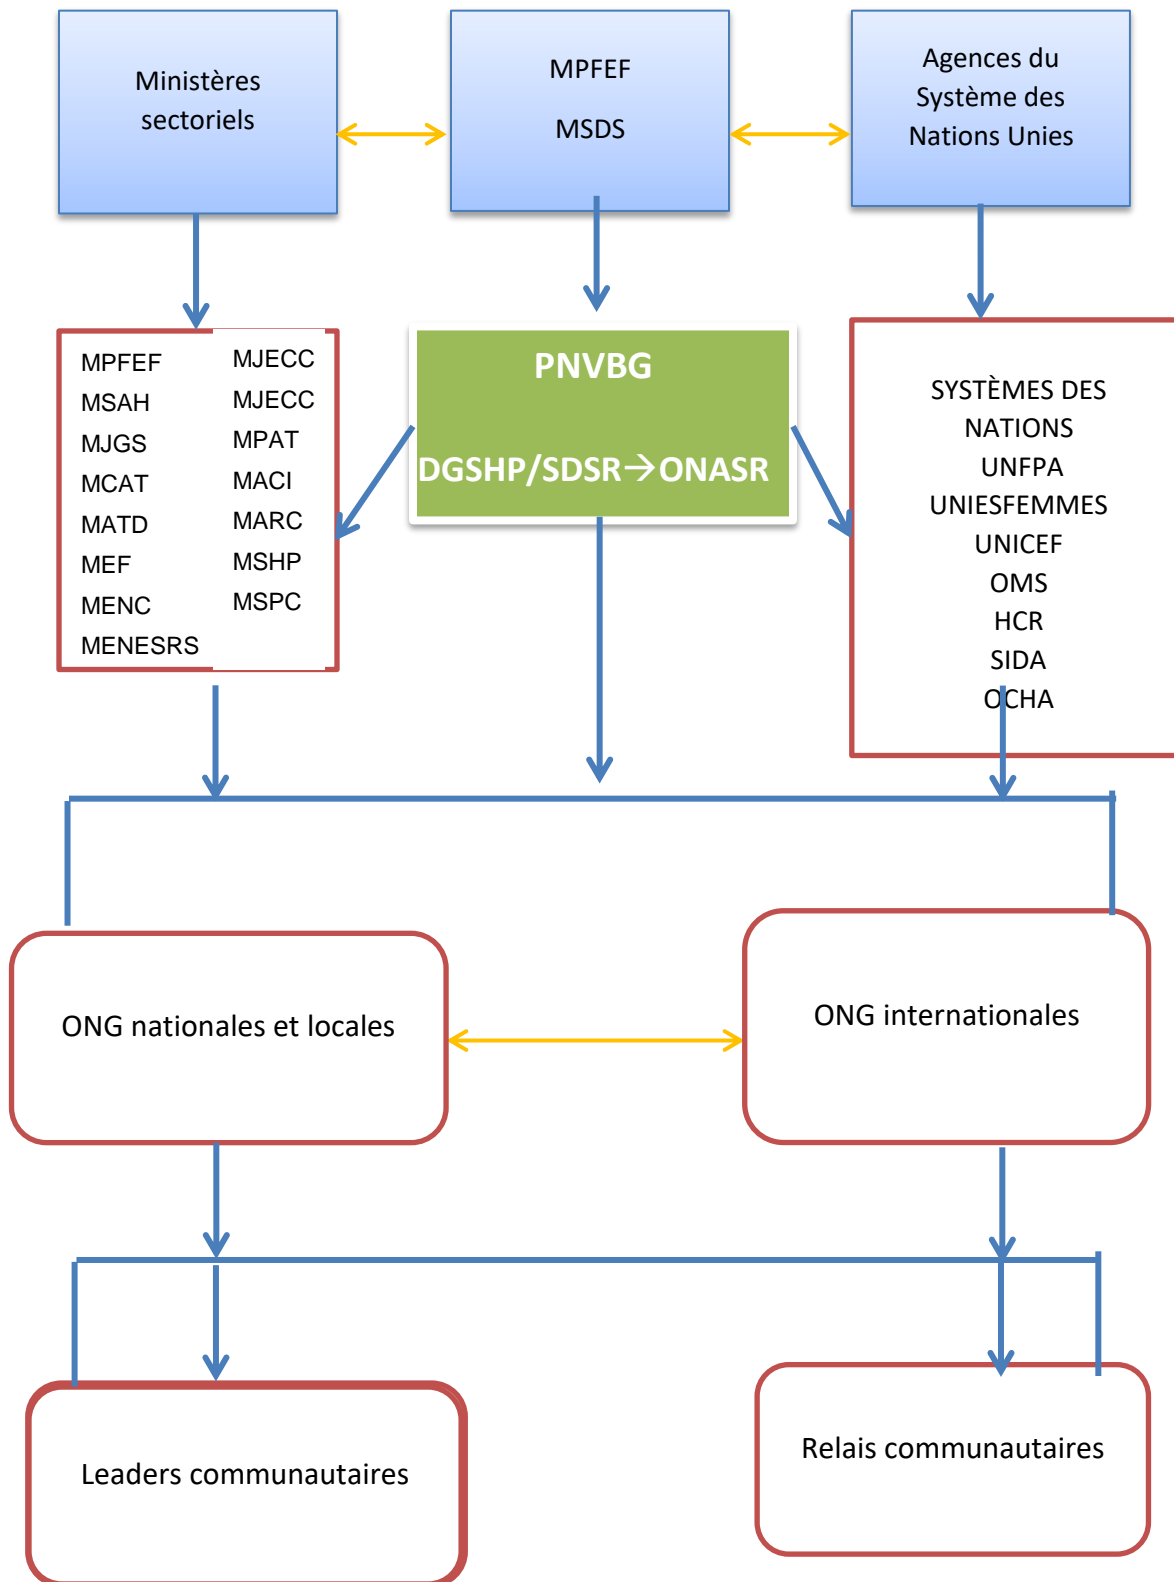 Ministères
sectoriels
MPFEF
MSDS
Agences du
Système des
Nations Unies
MPFEF
MSAH
MJGS
MCAT
MATD
MEF
MENC
MENESRS
MJECC
MJECC
MPAT
MACI
MARC
MSHP
MSPC
PNVBG
DGSHP/SDSR→ONASR
SYSTÈMES DES
NATIONS
UNFPA
UNIESFEMMES
UNICEF
OMS
HCR
SIDA
OCHA
ONG nationales et locales
ONG internationales
Leaders communautaires
Relais communautaires